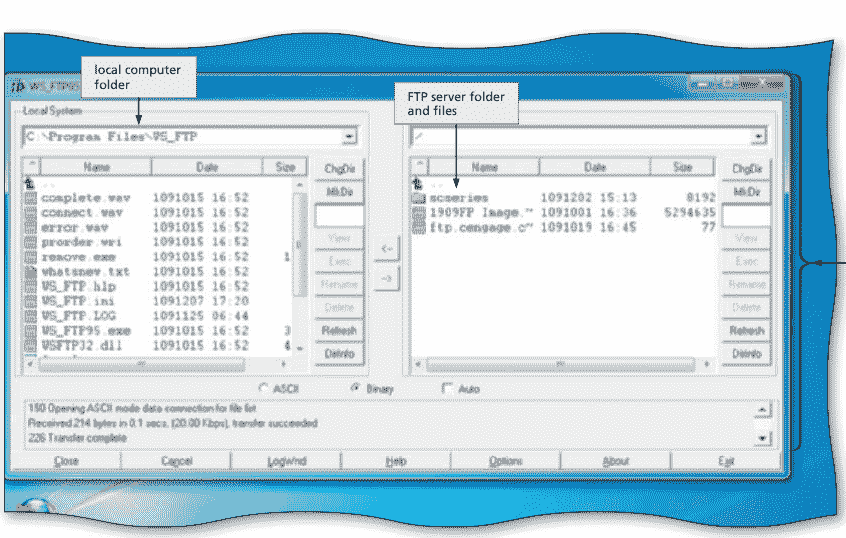 local computer
folder
FTP server folder
and files
WS_FTP95
Local System
C:\Program Files\WS_FTP
/
^ Name Date Size
ChgDir
^ Name Date Size
ChgDir
..
MkDir
..
MkDir
complete.wav 1091015 16:52
scseries 1091202 15:13 8192
connect.wav 1091015 16:52
1909FP Image.~ 1091001 16:36 5294635
error.wav 1091015 16:52
ftp.cengage.c~ 1091019 16:45 77
prorder.wri 1091015 16:52
View
View
remove.exe 1091015 16:52 1
Exec
<-
Exec
whatsnew.txt 1091015 16:52
WS_FTP.hlp 1091015 16:52
Rename
->
Rename
WS_FTP.ini 1091207 17:20
Delete
Delete
WS_FTP.LOG 1091125 06:44
WS_FTP95.exe 1091015 16:52 3
Refresh
Refresh
WSFTP32.dll 1091015 16:52 4
DirInfo
DirInfo
ASCII Binary Auto
150 Opening ASCII mode data connection for file list
Received 214 bytes in 0.1 secs, (20.00 Kbps), transfer succeeded
226 Transfer complete
Close Cancel LogWnd Help Options About Exit